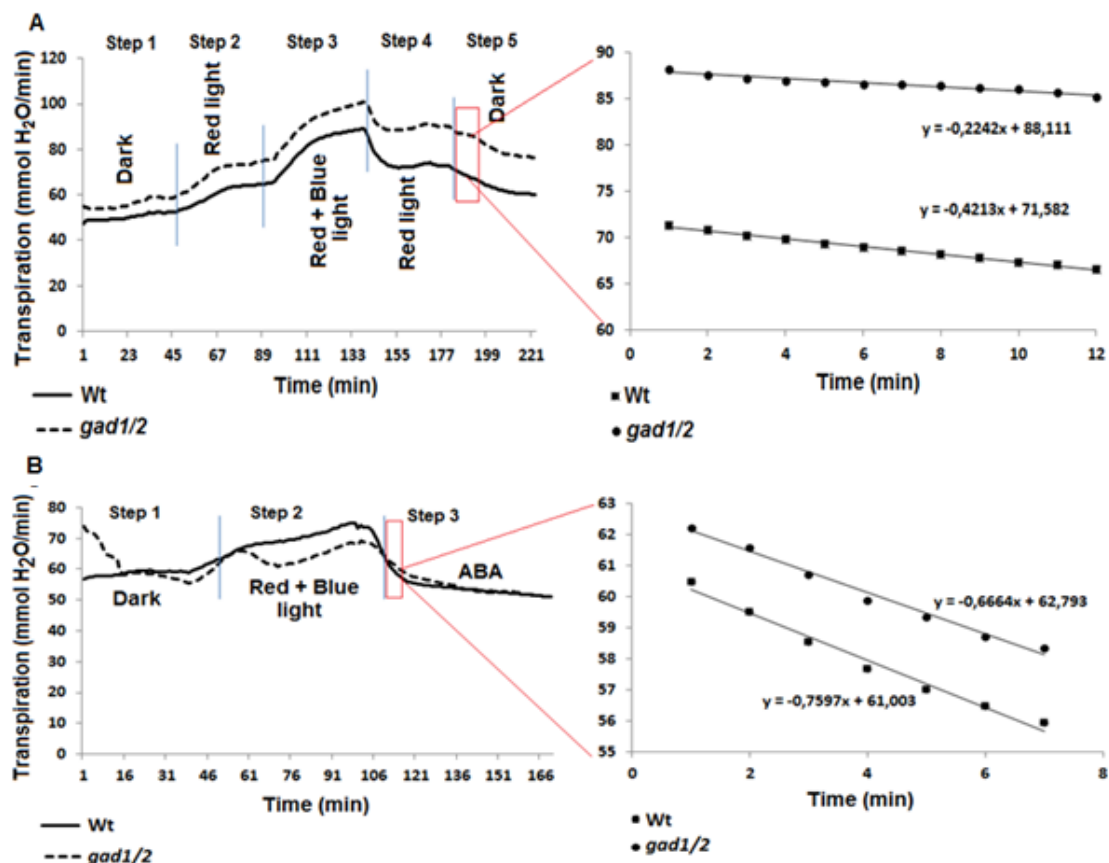 A
Step 1 Step 2 Step 3 Step 4 Step 5
Transpiration (mmol H2O/min)
120
100
80
60
40
20
0
Dark
Red light
Red + Blue
light
Red light
Dark
1 23 45 67 89 111 133 155 177 199 221
Time (min)
Wt
gad1/2
90
85
80
75
70
65
60
y = -0,2242x + 88,111
y = -0,4213x + 71,582
0 2 4 6 8 10 12
Time (min)
Wt
gad1/2
B
Step 1 Step 2 Step 3
Transpiration (mmol H2O/min)
80
70
60
50
40
30
20
10
0
Dark
Red + Blue
light
ABA
1 16 31 46 61 76 91 106 121 136 151 166
Time (min)
Wt
gad1/2
63
62
61
60
59
58
57
56
55
y = -0,6664x + 62,793
y = -0,7597x + 61,003
0 2 4 6 8
Time (min)
Wt
gad1/2